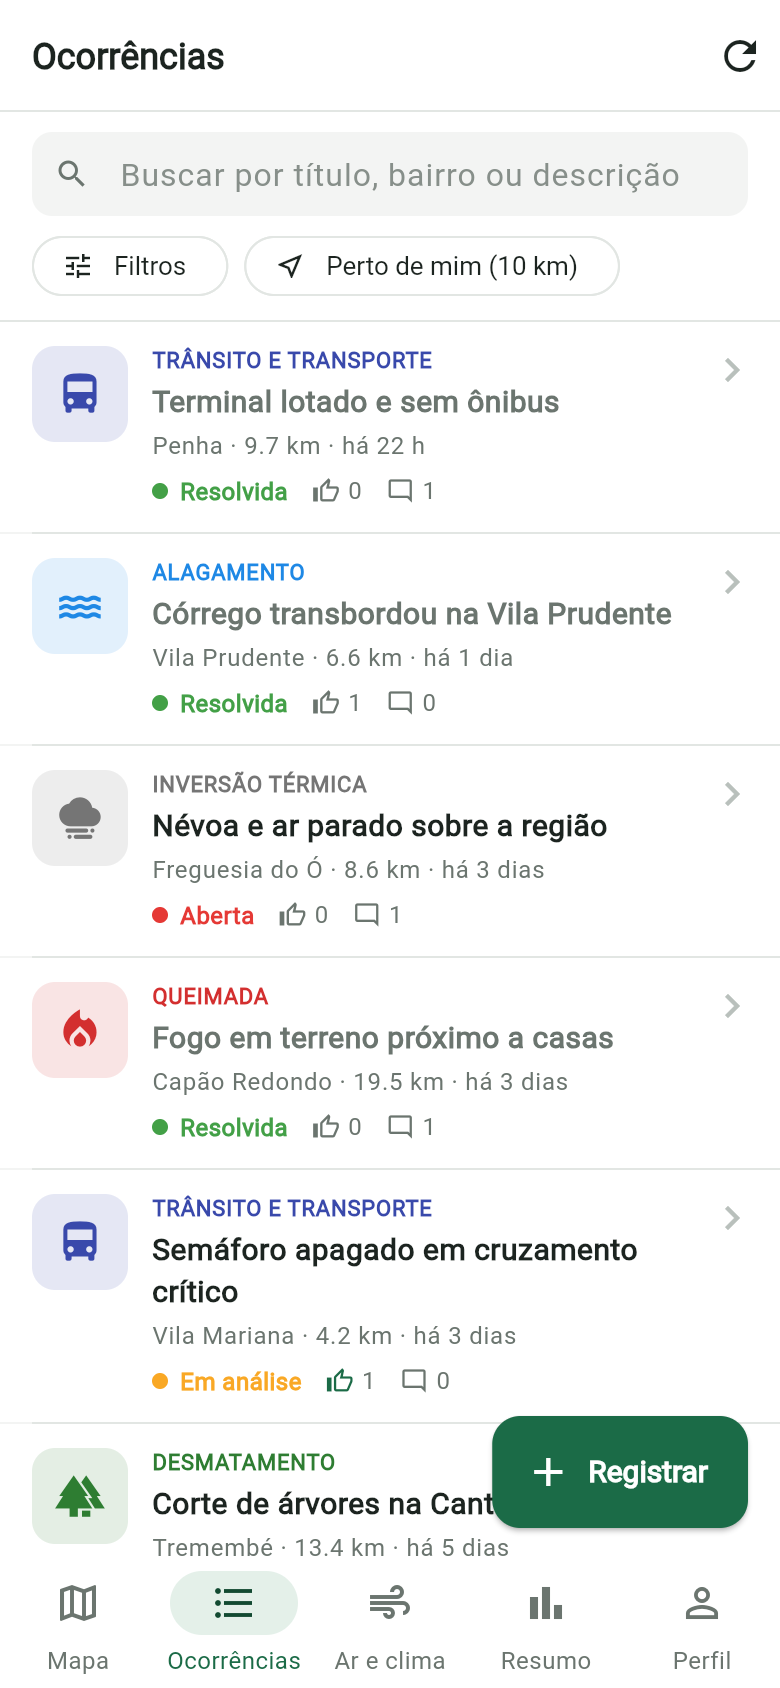 Ocorrências
Buscar por título, bairro ou descrição
Filtros
Perto de mim (10 km)
TRÂNSITO E TRANSPORTE
Terminal lotado e sem ônibus
Penha · 9.7 km · há 22 h
Resolvida 0 1
ALAGAMENTO
Córrego transbordou na Vila Prudente
Vila Prudente · 6.6 km · há 1 dia
Resolvida 1 0
INVERSÃO TÉRMICA
Névoa e ar parado sobre a região
Freguesia do Ó · 8.6 km · há 3 dias
Aberta 0 1
QUEIMADA
Fogo em terreno próximo a casas
Capão Redondo · 19.5 km · há 3 dias
Resolvida 0 1
TRÂNSITO E TRANSPORTE
Semáforo apagado em cruzamento
crítico
Vila Mariana · 4.2 km · há 3 dias
Em análise 1 0
DESMATAMENTO
Corte de árvores na Cant
Tremembé · 13.4 km · há 5 dias
Registrar
Mapa
Ocorrências
Ar e clima
Resumo
Perfil